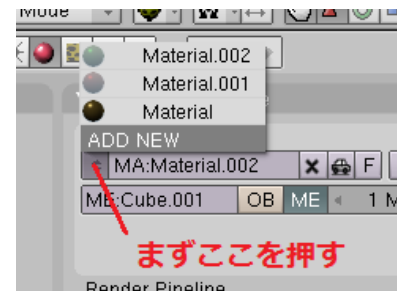 Mode
Material.002
Material.001
Material
ADD NEW
MA:Material.002 F
ME:Cube.001 OB ME 1 M
まずここを押す
Render Pipeline